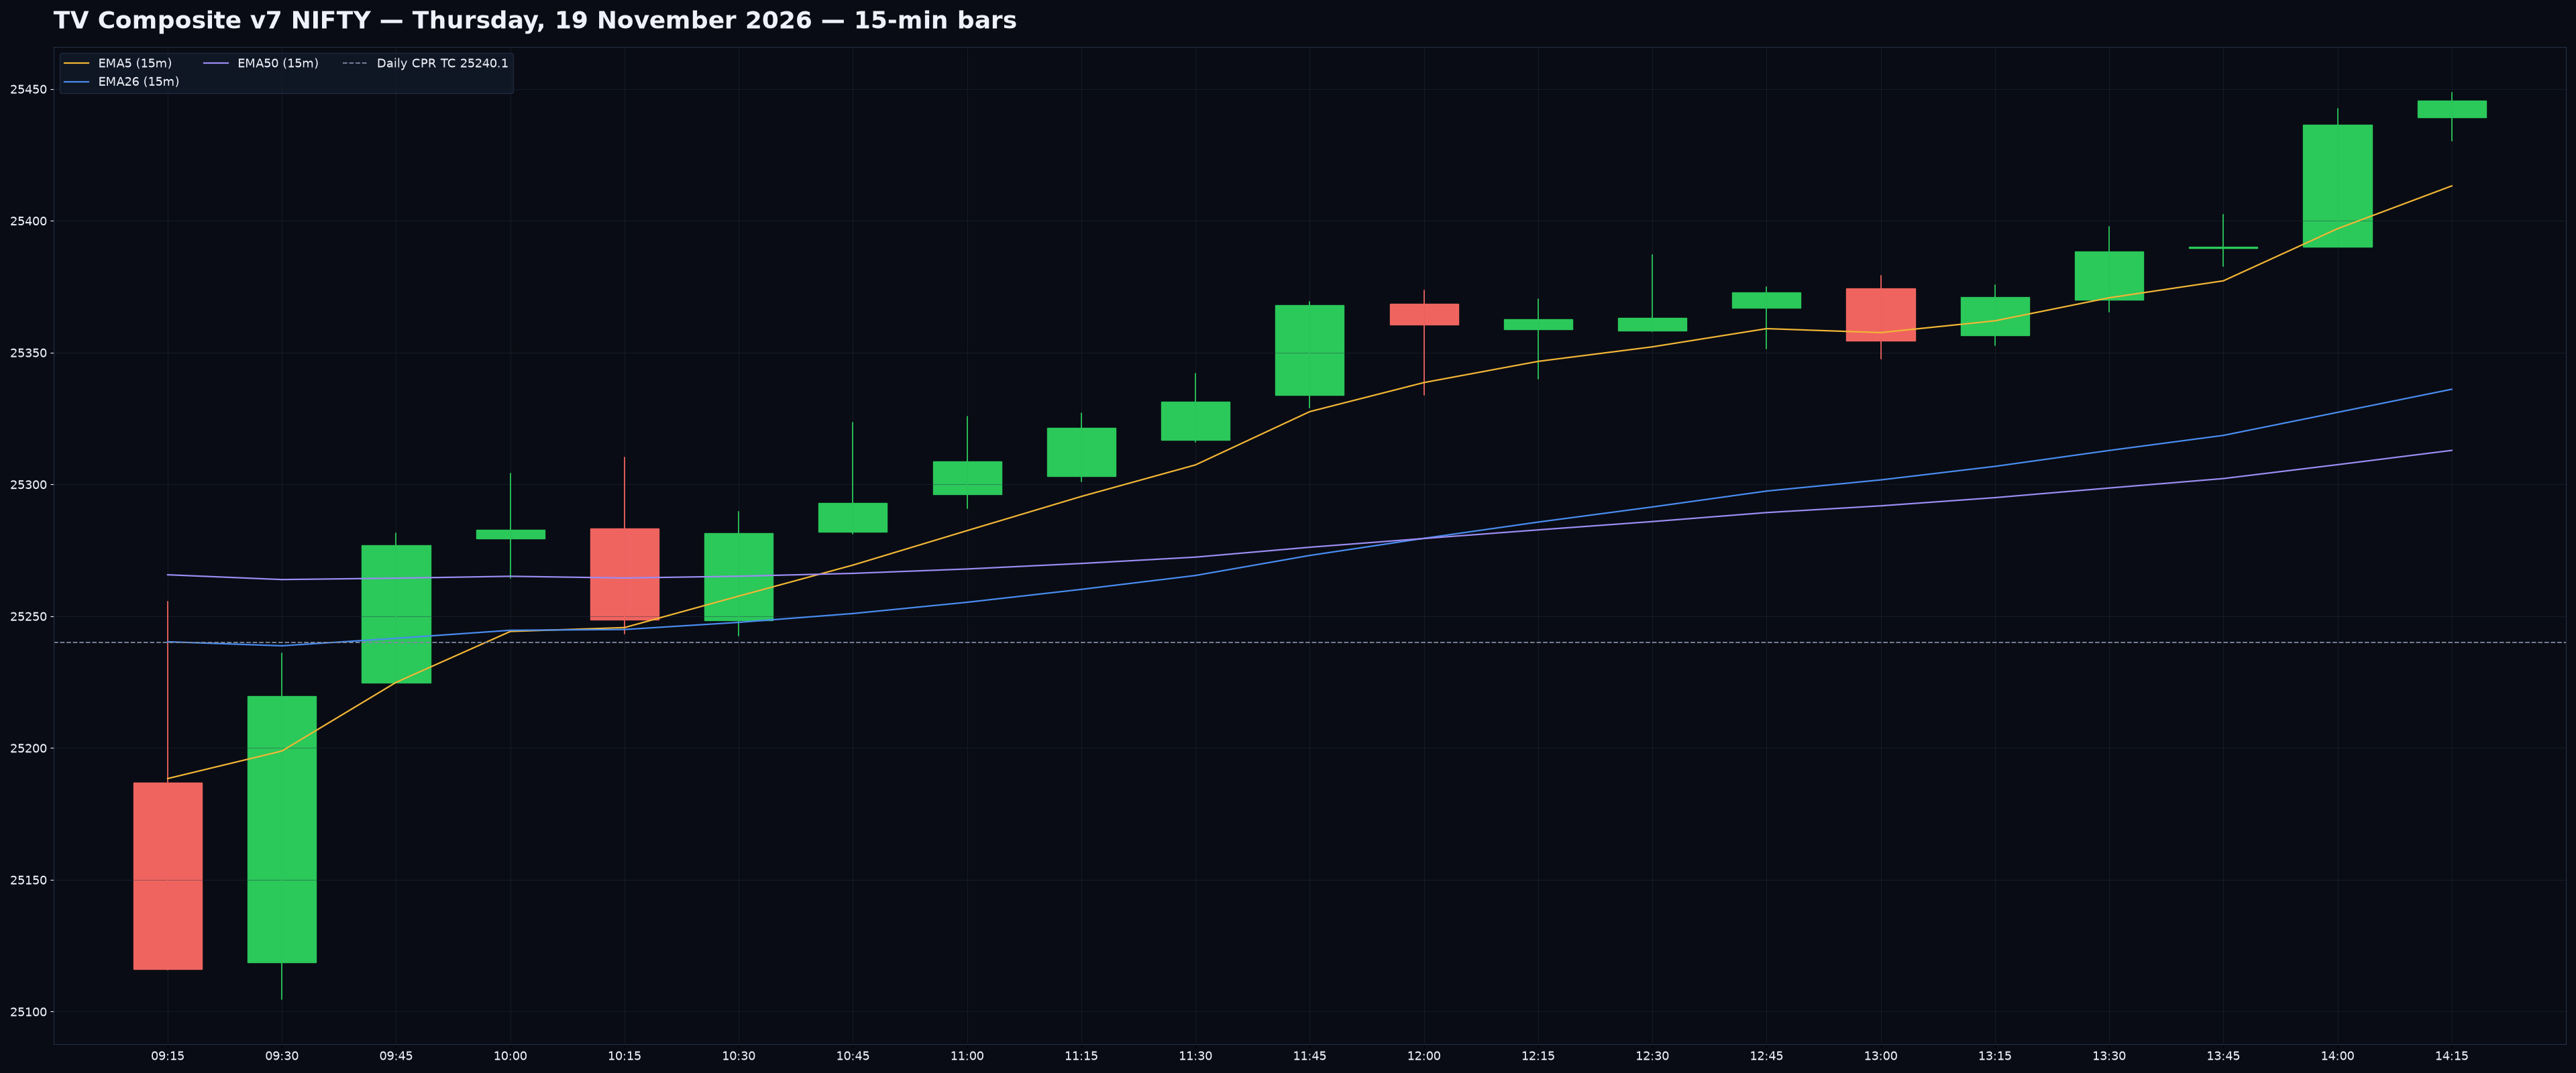 TV Composite v7 NIFTY — Thursday, 19 November 2026 — 15-min bars
EMA5 (15m) EMA50 (15m) Daily CPR TC 25240.1
EMA26 (15m)
25450
25400
25350
25300
25250
25200
25150
25100
09:15 09:30 09:45 10:00 10:15 10:30 10:45 11:00 11:15 11:30 11:45 12:00 12:15 12:30 12:45 13:00 13:15 13:30 13:45 14:00 14:15